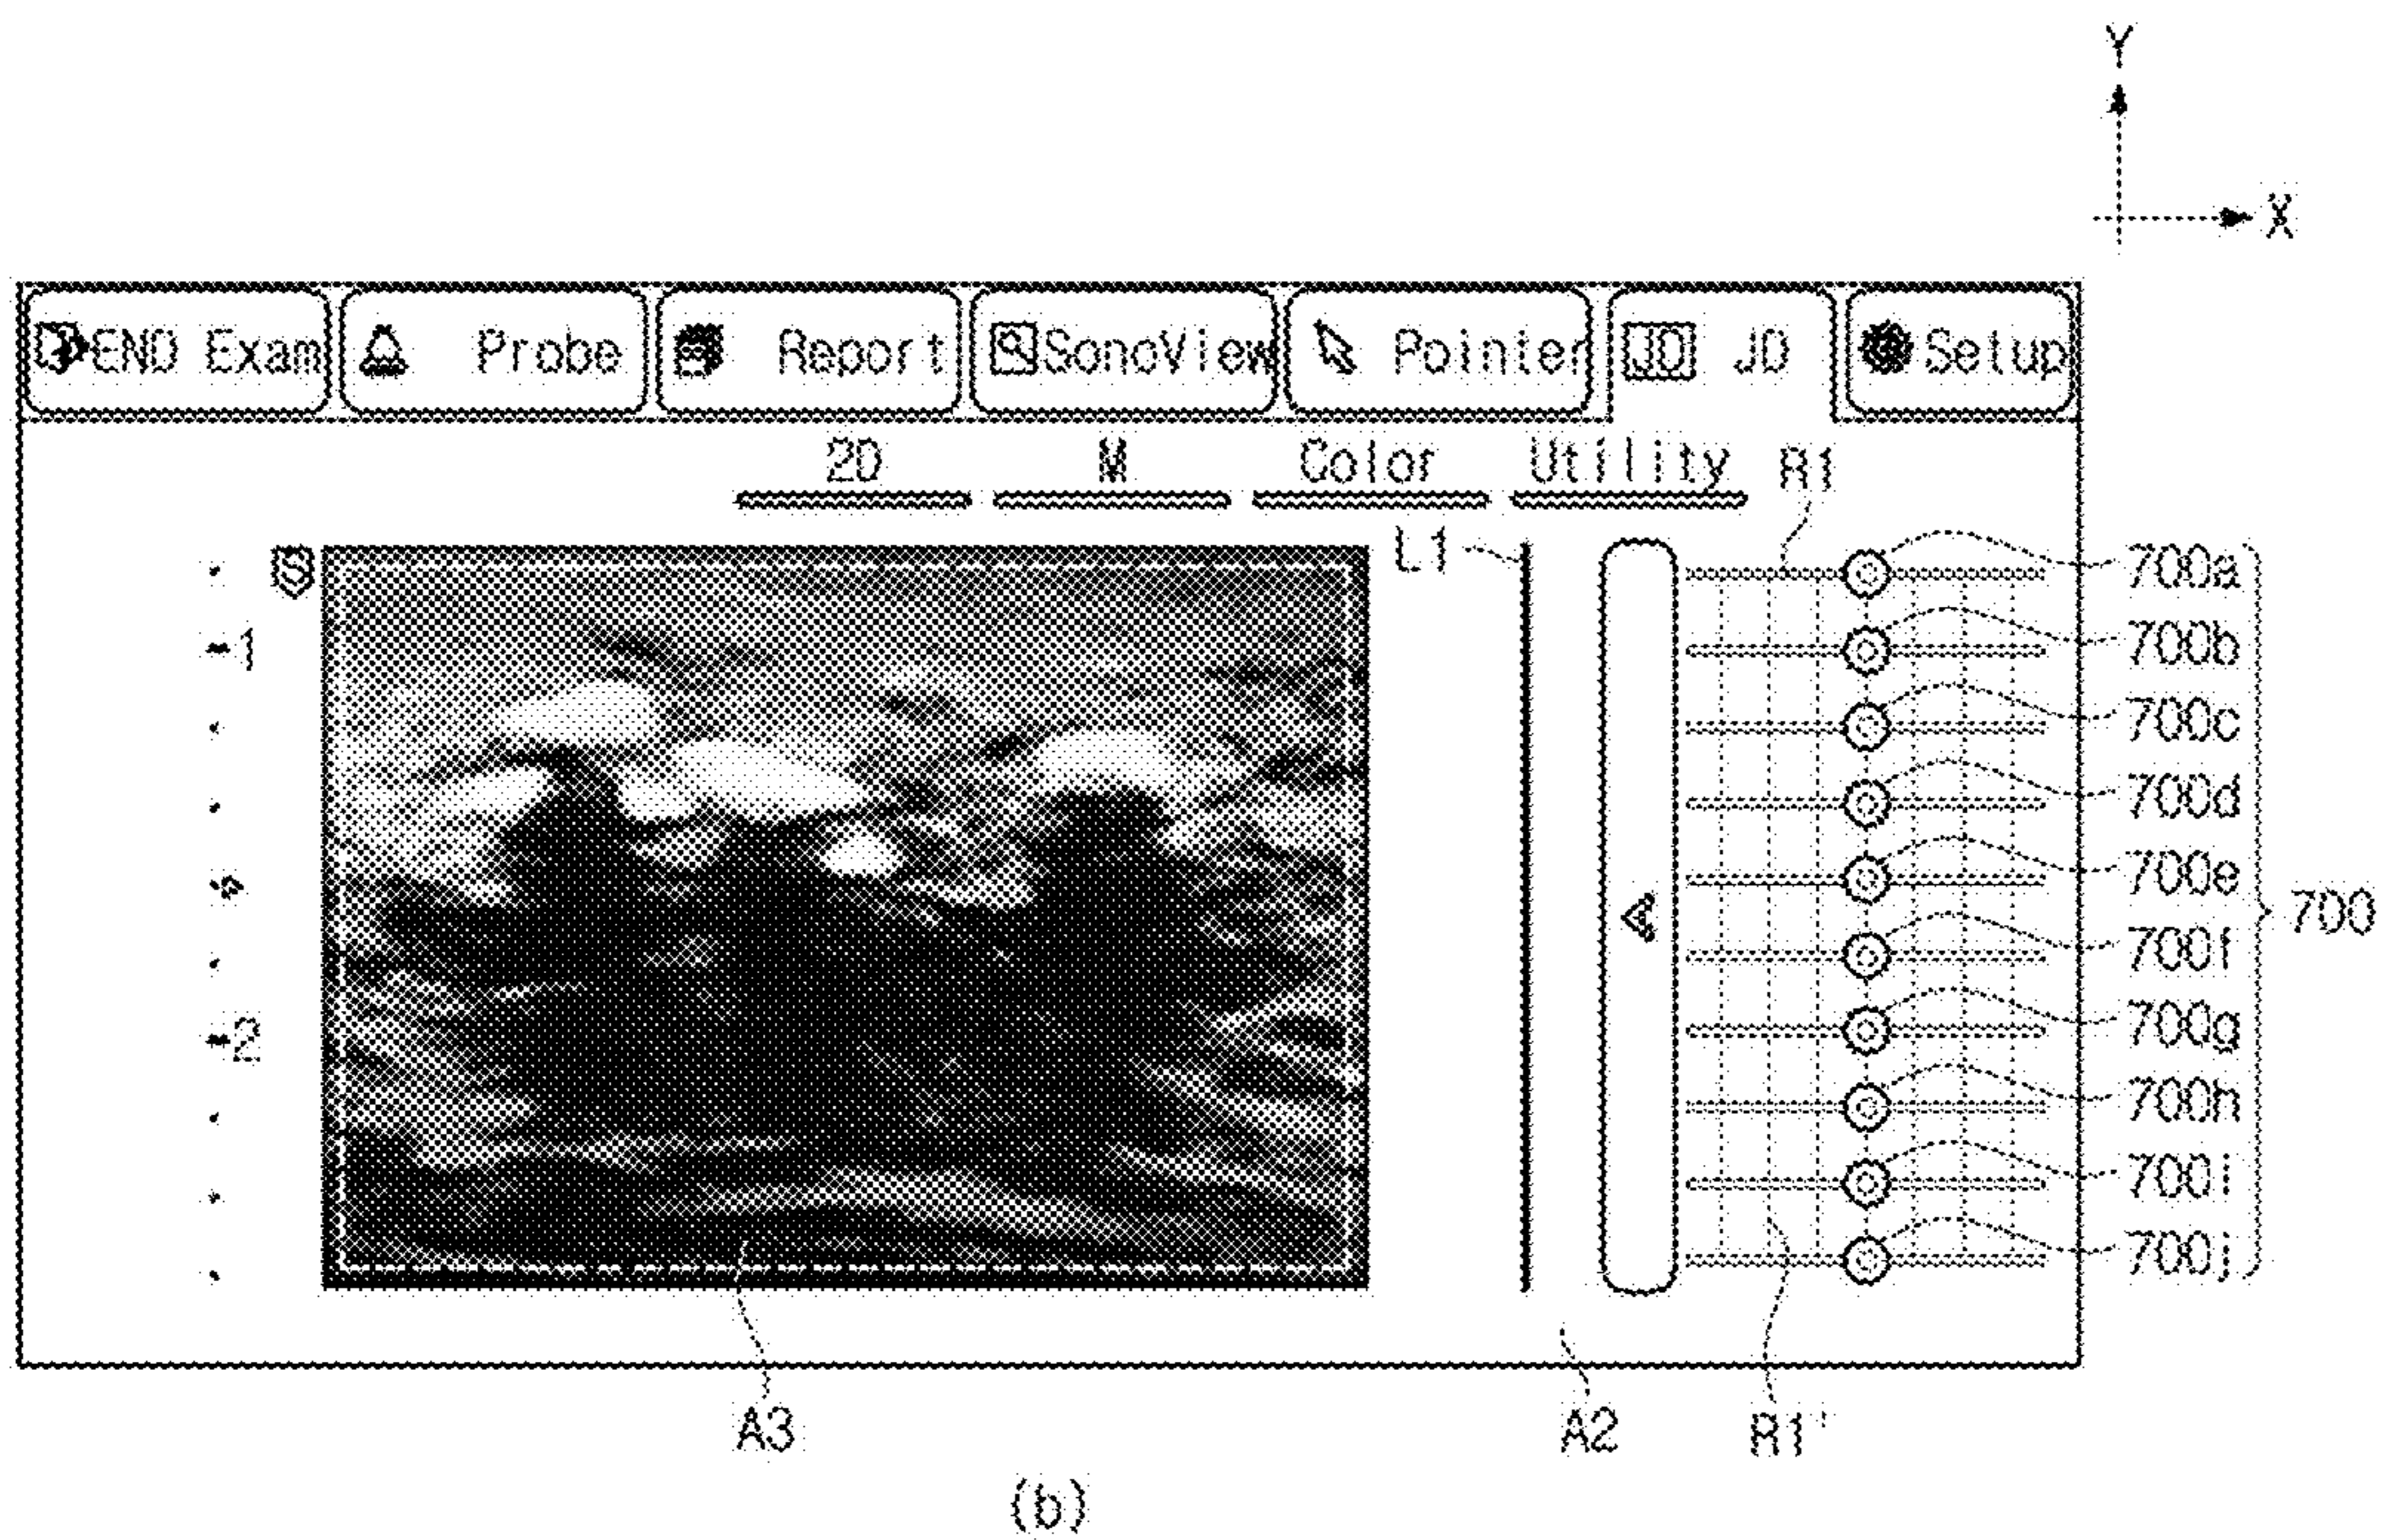 Y
X
END Exam Probe Report SonoView Pointer JD JD Setup
2D M Color Utility R1
L1
S
700a
1 700b
700c
700d
700e
700f 700
2 700g
700h
700i
700j
A3 A2 R1'
(b)